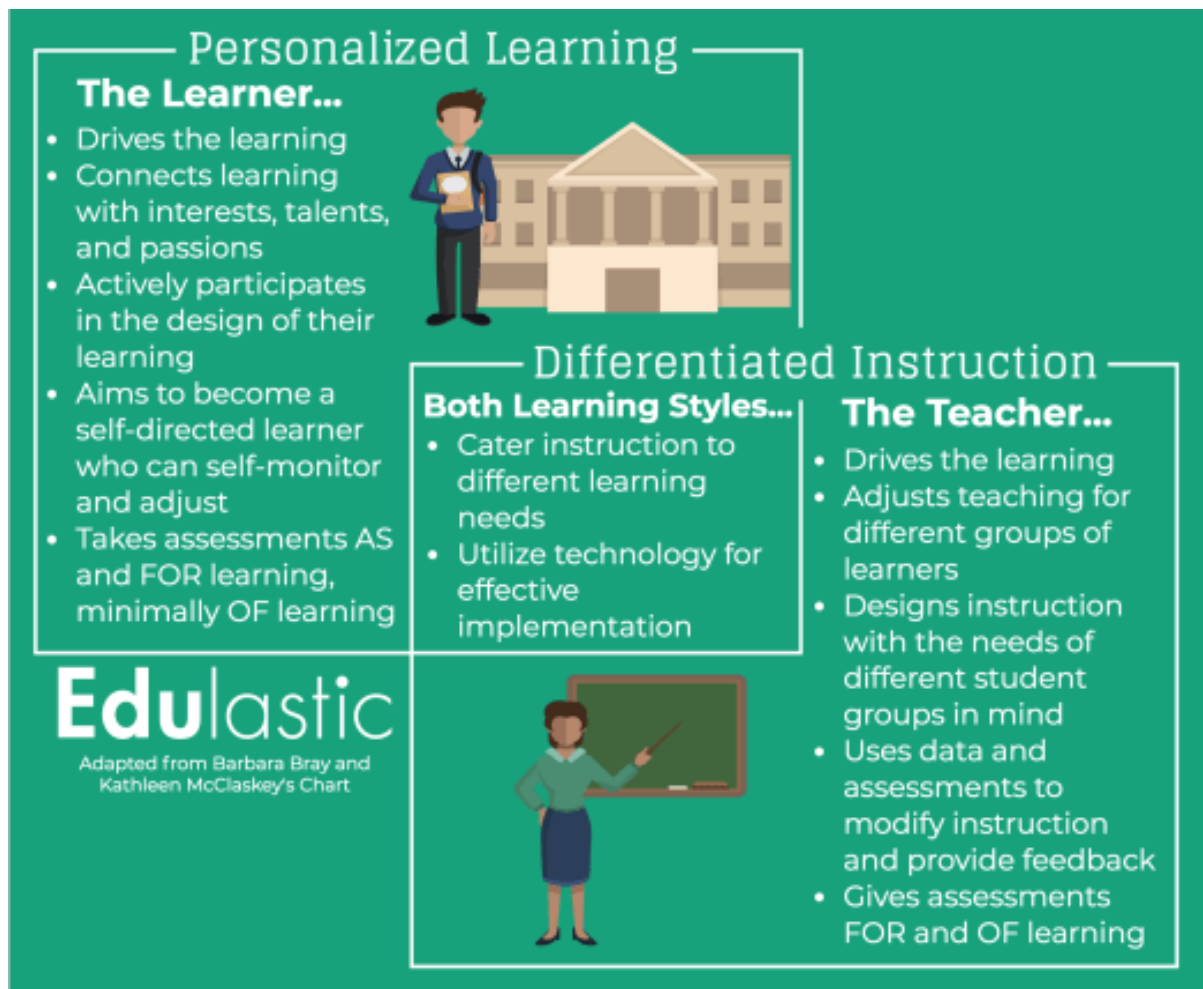 Personalized Learning
The Learner...
• Drives the learning
• Connects learning
with interests, talents,
and passions
• Actively participates
in the design of their
learning
• Aims to become a
self-directed learner
who can self-monitor
and adjust
• Takes assessments AS
and FOR learning,
minimally OF learning
Differentiated Instruction
Both Learning Styles...
• Cater instruction to
different learning
needs
• Utilize technology for
effective
implementation
The Teacher...
• Drives the learning
• Adjusts teaching for
different groups of
learners
• Designs instruction
with the needs of
different student
groups in mind
• Uses data and
assessments to
modify instruction
and provide feedback
• Gives assessments
FOR and OF learning
Edulastic
Adapted from Barbara Bray and
Kathleen McClaskey's Chart